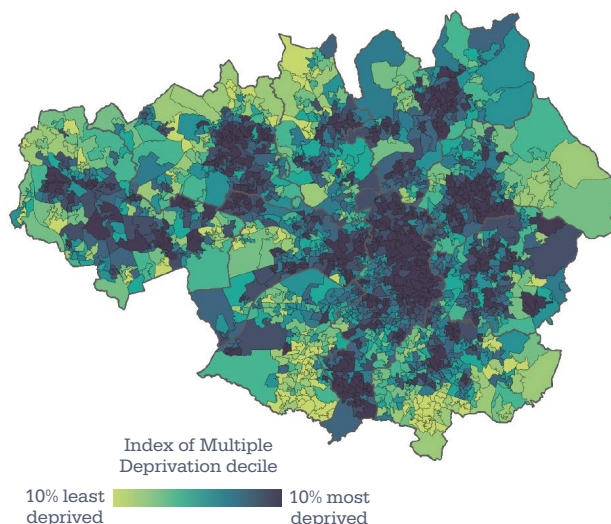 Index of Multiple
Deprivation decile
10% least
deprived
10% most
deprived